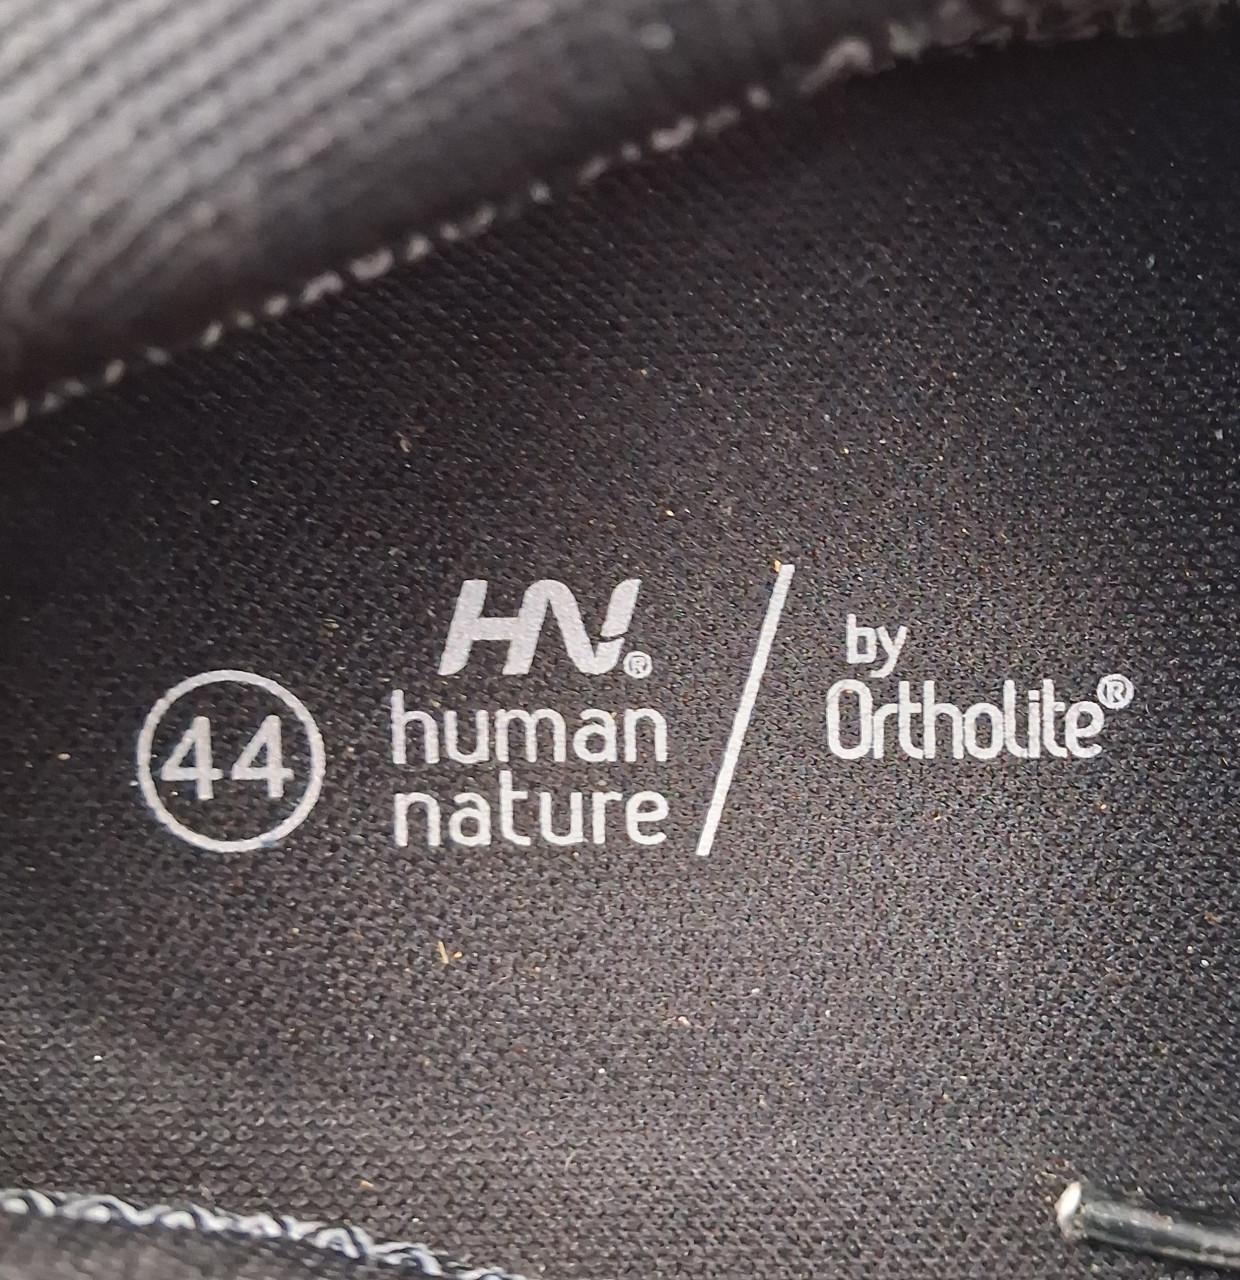 44
HN®
human
nature
by
Ortholite®